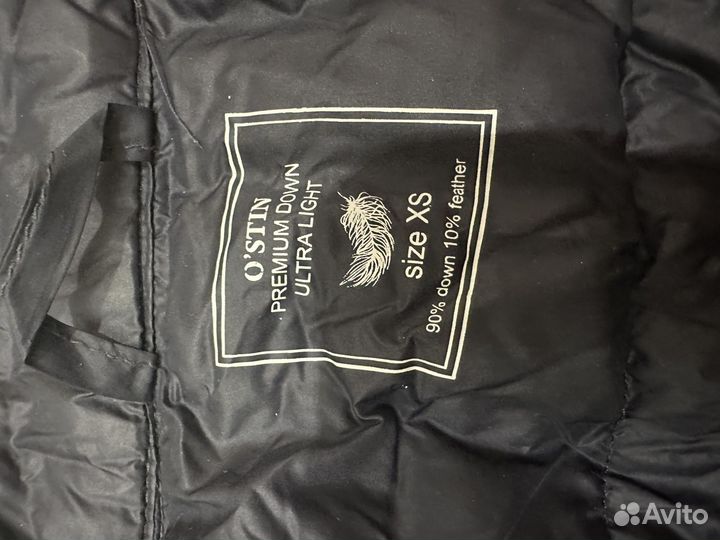 O'STIN
PREMIUM DOWN
ULTRA LIGHT
size XS
90% down 10% feather
Avito